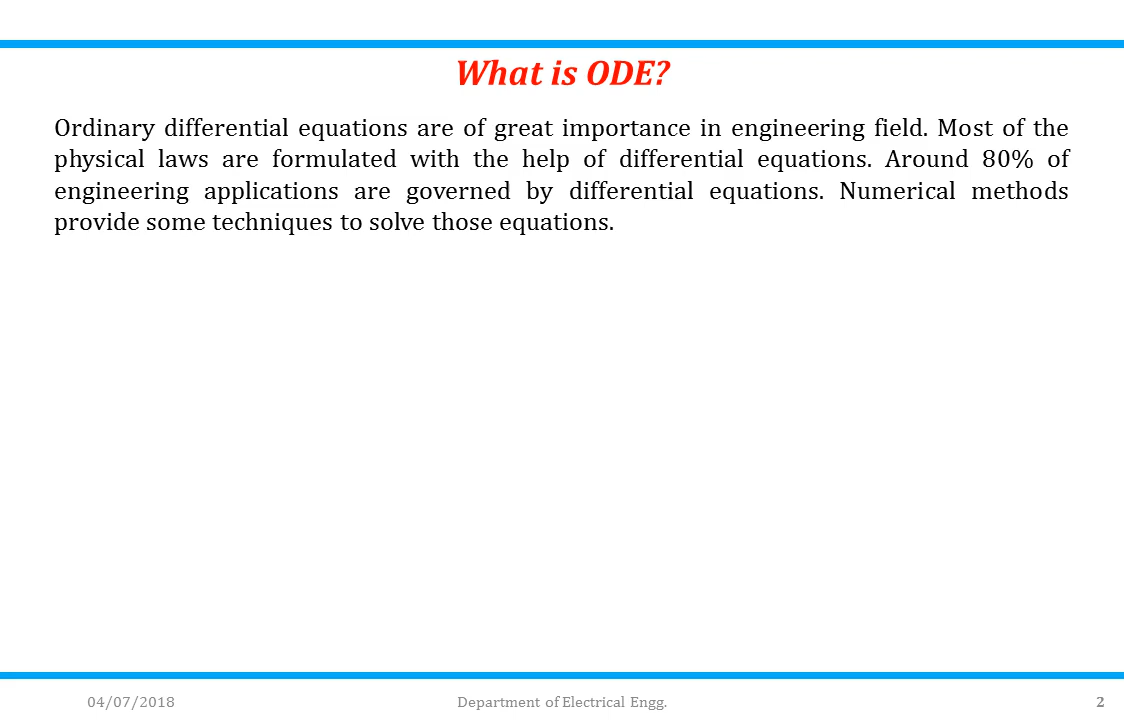 What is ODE?
Ordinary differential equations are of great importance in engineering field. Most of the
physical laws are formulated with the help of differential equations. Around 80% of
engineering applications are governed by differential equations. Numerical methods
provide some techniques to solve those equations.
04/07/2018 Department of Electrical Engg. 2